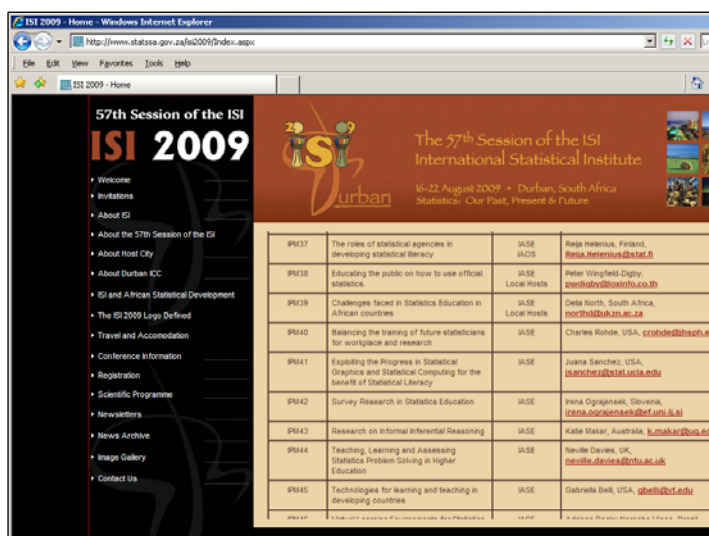 ISI 2009 - Home - Windows Internet Explorer
http://www.statssa.gov.za/isi2009/Index.aspx
File Edit View Favorites Tools Help
ISI 2009 - Home
57th Session of the ISI
ISI 2009
Welcome
Invitations
About ISI
About the 57th Session of the ISI
About Host City
About Durban ICC
ISI and African Statistical Development
The ISI 2009 Logo Defined
Travel and Accomodation
Conference Information
Registration
Scientific Programme
Newsletters
News Archive
Image Gallery
Contact Us
2009
ISI
Durban
The 57th Session of the ISI
International Statistical Institute
16-22 August 2009 • Durban, South Africa
Statistics: Our Past, Present & Future
IPM37 The roles of statistical agencies in IASE Reija Helenius, Finland,
developing statistical literacy IAOS Reija.Helenius@stat.fi
IPM38 Educating the public on how to use official IASE Peter Wingfield-Digby,
statistics. Local Hosts pwdigby@loxinfo.co.th
IPM39 Challenges faced in Statistics Education in IASE Delia North, South Africa,
African countries Local Hosts northd@ukzn.ac.za
IPM40 Balancing the training of future statisticians IASE Charles Rohde, USA, crohde@jhsph.e
for workplace and research
IPM41 Exploiting the Progress in Statistical IASE Juana Sanchez, USA,
Graphics and Statistical Computing for the jsanchez@stat.ucla.edu
benefit of Statistical Literacy
IPM42 Survey Research in Statistics Education IASE Irena Ograjensek, Slovenia,
irena.ograjensek@ef.uni-lj.si
IPM43 Research on Informal Inferential Reasoning IASE Katie Makar, Australia, k.makar@uq.ed
IPM44 Teaching, Learning and Assessing IASE Neville Davies, UK,
Statistics Problem Solving in Higher neville.davies@ntu.ac.uk
Education
IPM45 Technologies for learning and teaching in IASE Gabriella Belli, USA, gbelli@vt.edu
developing countries